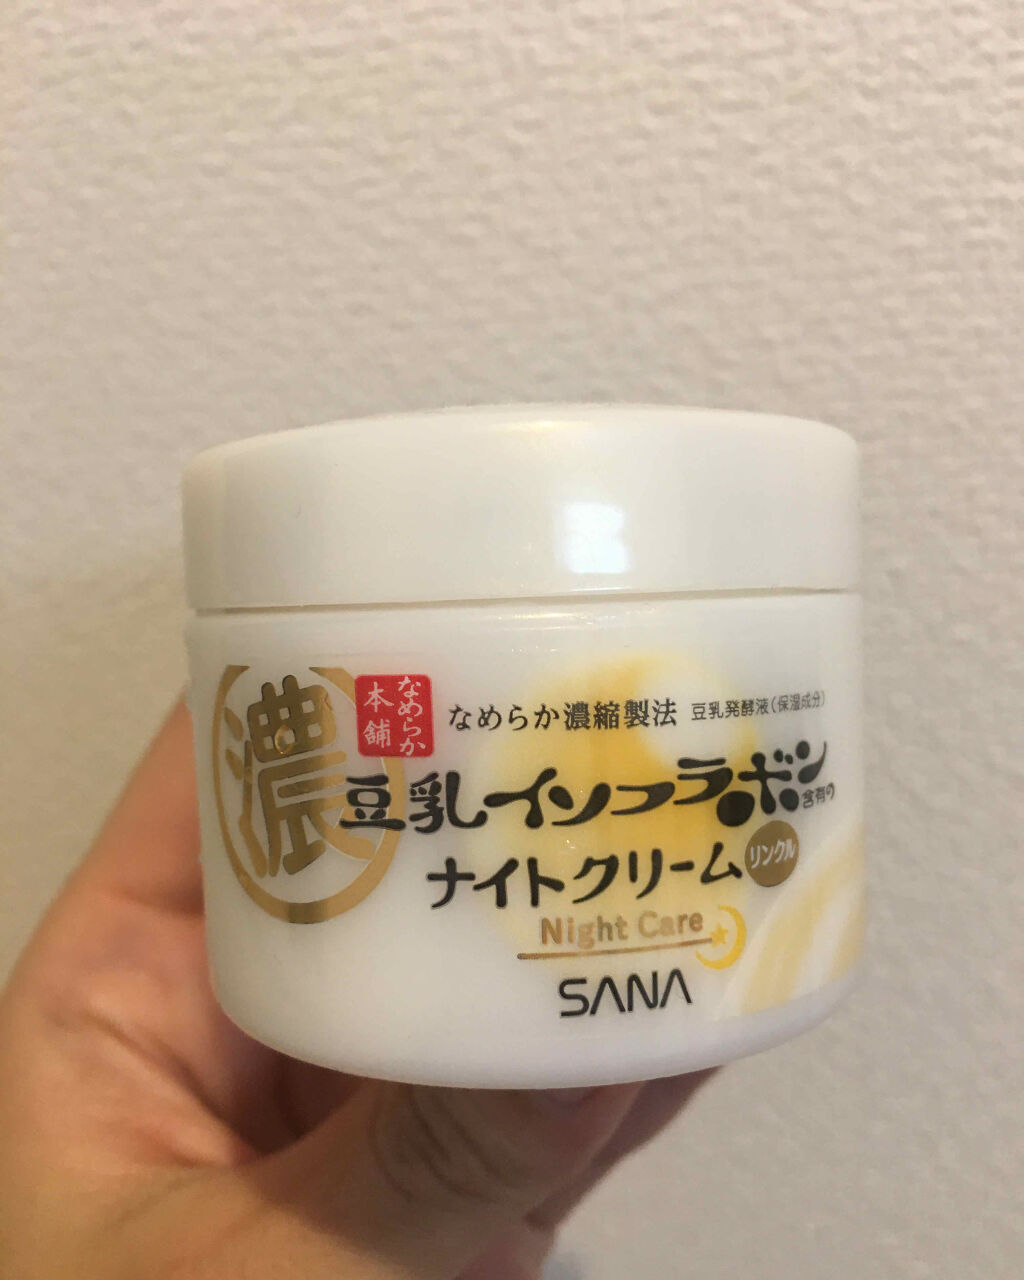 濃
なめらか
本舗
なめらか濃縮製法 豆乳発酵液(保湿成分)
豆乳イソフラボン含有の
ナイトクリーム リンクル
Night Care
SANA